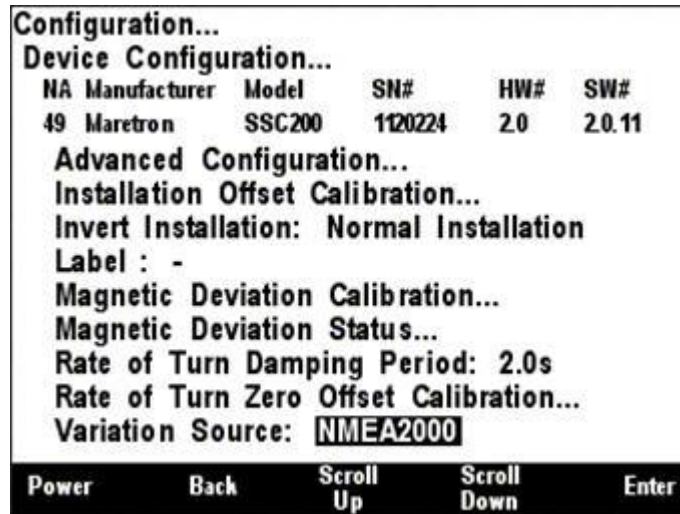 Configuration...
Device Configuration...
NA Manufacturer Model SN# HW# SW#
49 Maretron SSC200 1120224 2.0 2.0.11
Advanced Configuration...
Installation Offset Calibration...
Invert Installation: Normal Installation
Label : -
Magnetic Deviation Calibration...
Magnetic Deviation Status...
Rate of Turn Damping Period: 2.0s
Rate of Turn Zero Offset Calibration...
Variation Source: NMEA2000
Power Back Scroll Up Scroll Down Enter